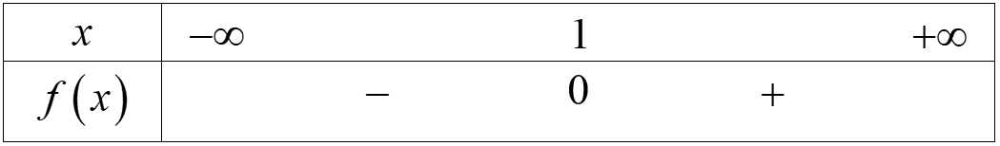 x −∞ 1 +∞
f(x) − 0 +